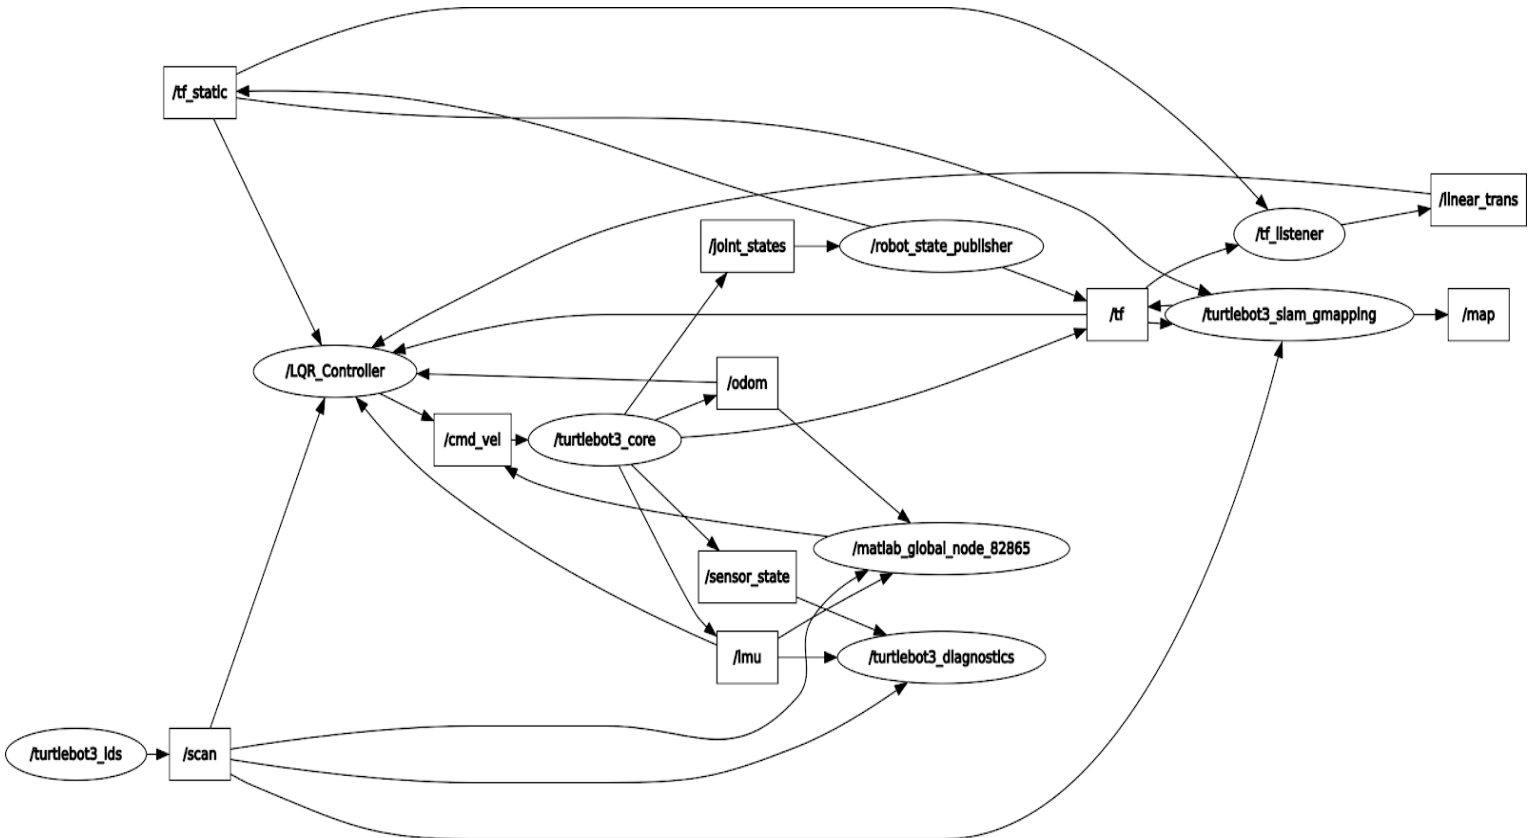 /tf_static
/linear_trans
/tf_listener
/joint_states
/robot_state_publisher
/tf
/turtlebot3_slam_gmapping
/map
/LQR_Controller
/odom
/cmd_vel
/turtlebot3_core
/matlab_global_node_82865
/sensor_state
/imu
/turtlebot3_diagnostics
/turtlebot3_lds
/scan